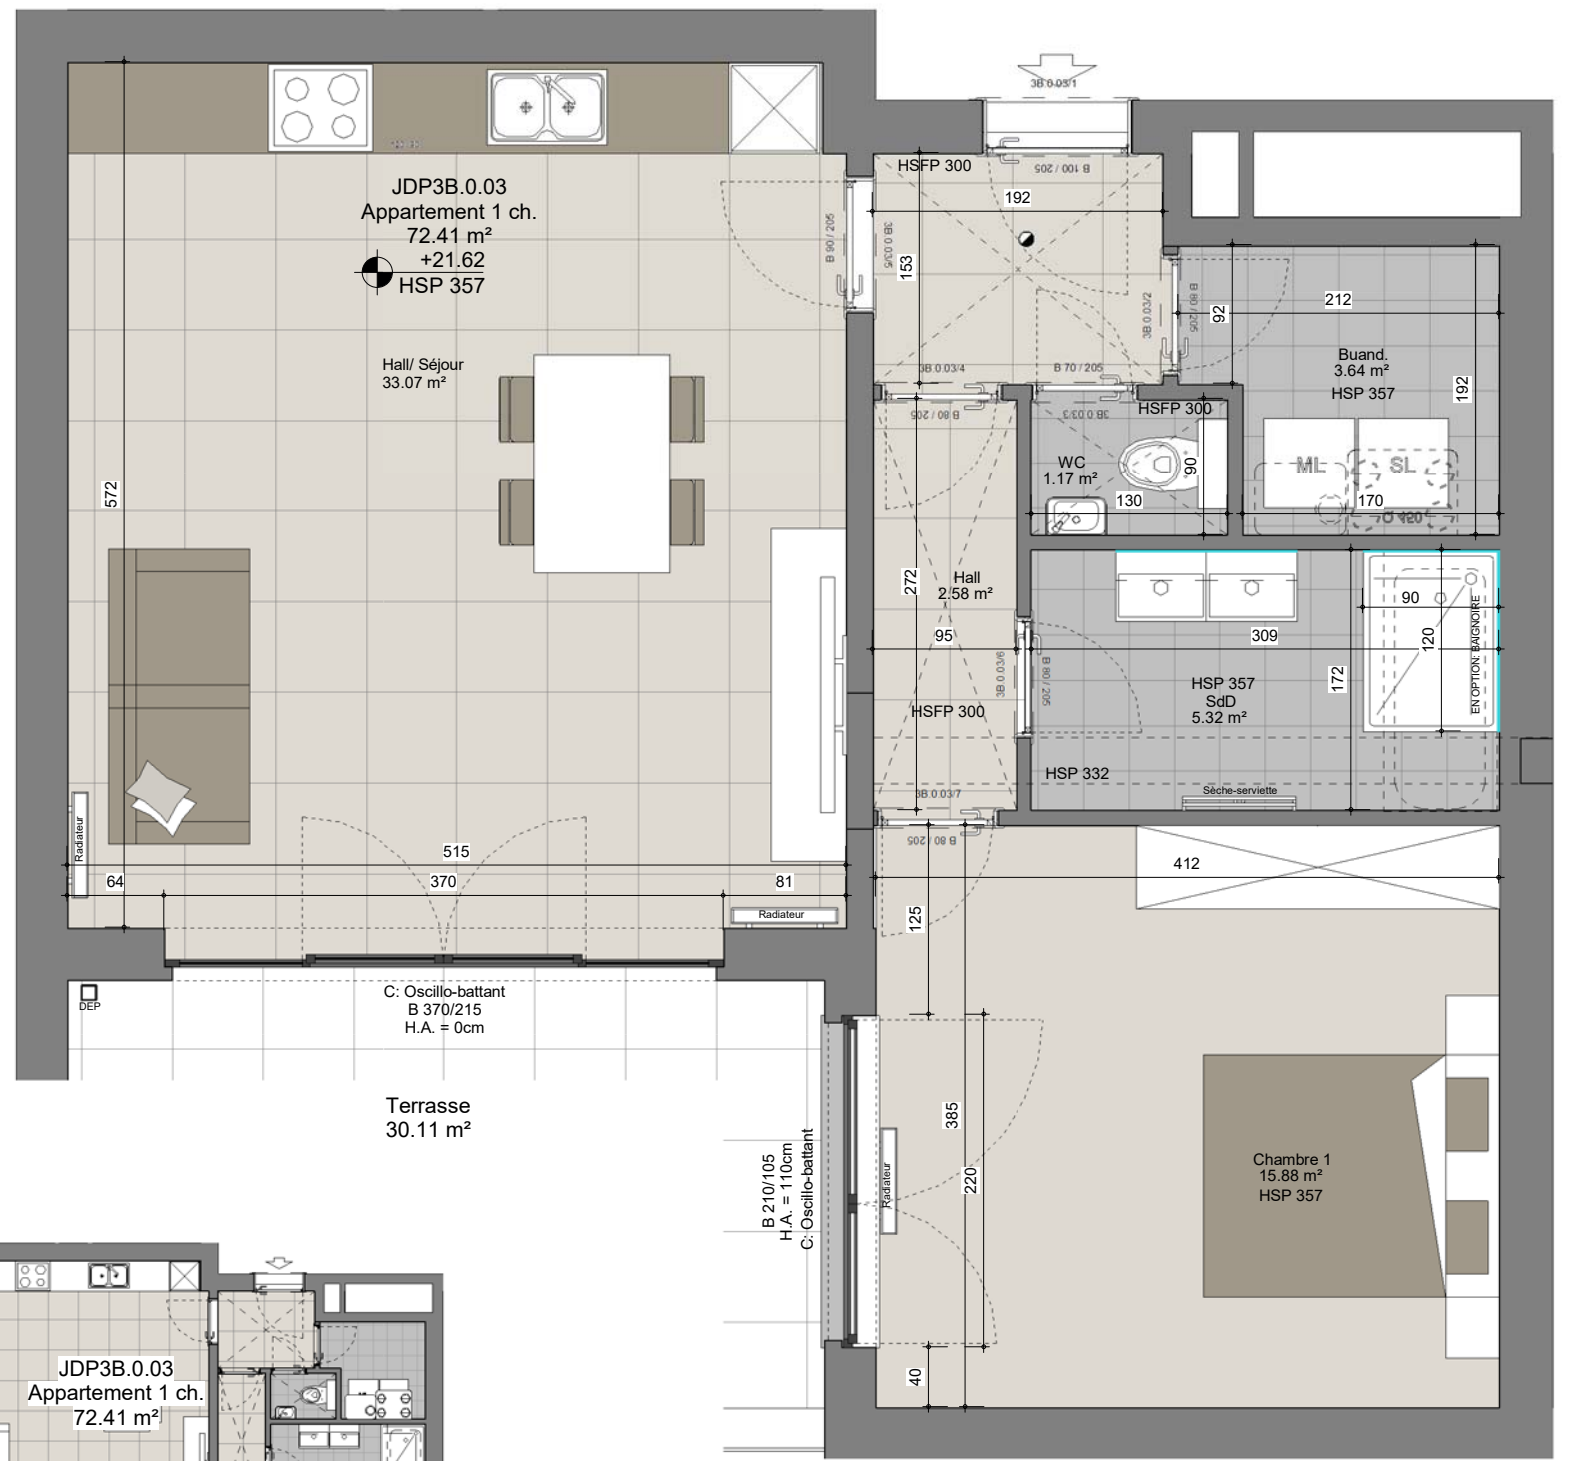 3B.0.03/1
HSFP 300
B 100 / 205
192
JDP3B.0.03
Appartement 1 ch.
72.41 m²
+21.62
HSP 357
B 90 / 205
3B.0.03/5
153
3B.0.03/2
B 80 / 205
92
212
Buand.
3.64 m²
HSP 357
192
Hall/ Séjour
33.07 m²
3B.0.03/4
B 70 / 205
B 80 / 205
3B.0.03/3
HSFP 300
WC
1.17 m²
90
130
ML
SL
170
Q 450
572
272
Hall
2.58 m²
95
3B.0.03/6
B 80 / 205
309
90
120
EN OPTION: BAIGNOIRE
172
HSP 357
SdD
5.32 m²
HSFP 300
HSP 332
Sèche-serviette
3B.0.03/7
B 80 / 205
Radiateur
515
64
370
81
Radiateur
412
125
DEP
C: Oscillo-battant
B 370/215
H.A. = 0cm
Terrasse
30.11 m²
B 210/105
H.A. = 110cm
C: Oscillo-battant
Radiateur
385
220
40
Chambre 1
15.88 m²
HSP 357
JDP3B.0.03
Appartement 1 ch.
72.41 m²